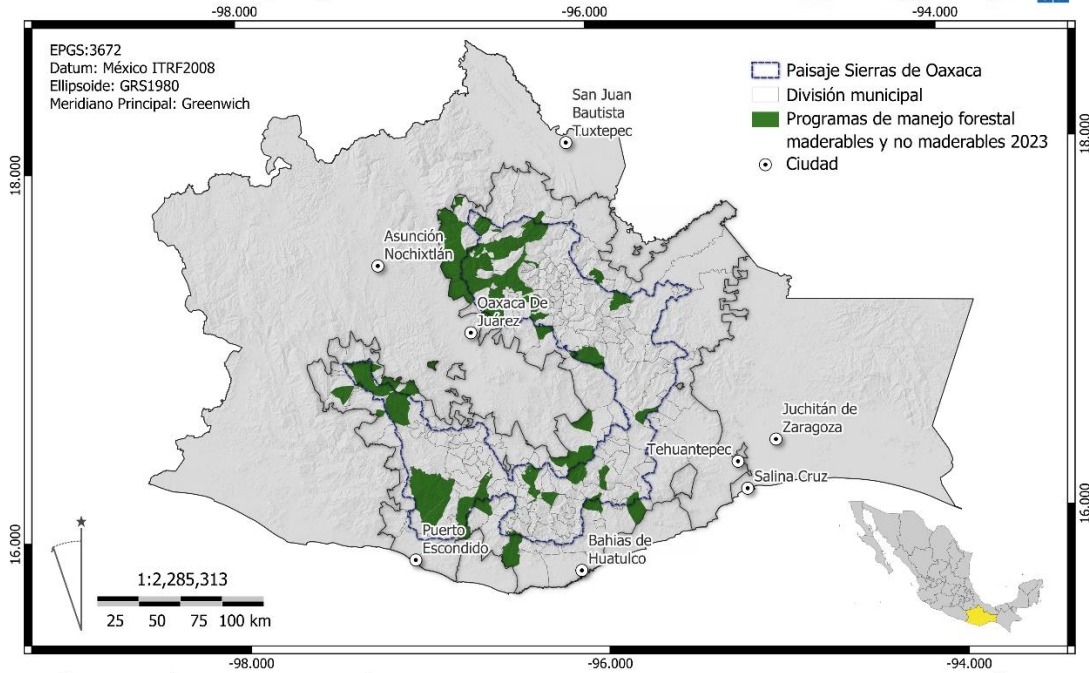 -98.000
-96.000
-94.000
EPGS:3672
Datum: México ITRF2008
Ellipsoide: GRS1980
Meridiano Principal: Greenwich
Paisaje Sierras de Oaxaca
División municipal
Programas de manejo forestal
maderables y no maderables 2023
Ciudad
San Juan
Bautista
Tuxtepec
18.000
18.000
Asunción
Nochixtlán
Oaxaca De
Juárez
Juchitán de
Zaragoza
Tehuantepec
Salina Cruz
16.000
16.000
Puerto
Escondido
Bahias de
Huatulco
1:2,285,313
25 50 75 100 km
-98.000
-96.000
-94.000